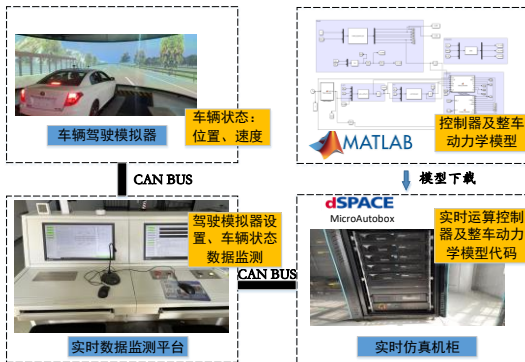 车辆驾驶模拟器
车辆状态：
位置、速度
MATLAB
控制器及整车
动力学模型
CAN BUS
模型下载
驾驶模拟器设
置、车辆状态
数据监测
CAN BUS
实时数据监测平台
dSPACE
MicroAutobox
实时运算控制
器及整车动力
学模型代码
实时仿真机柜